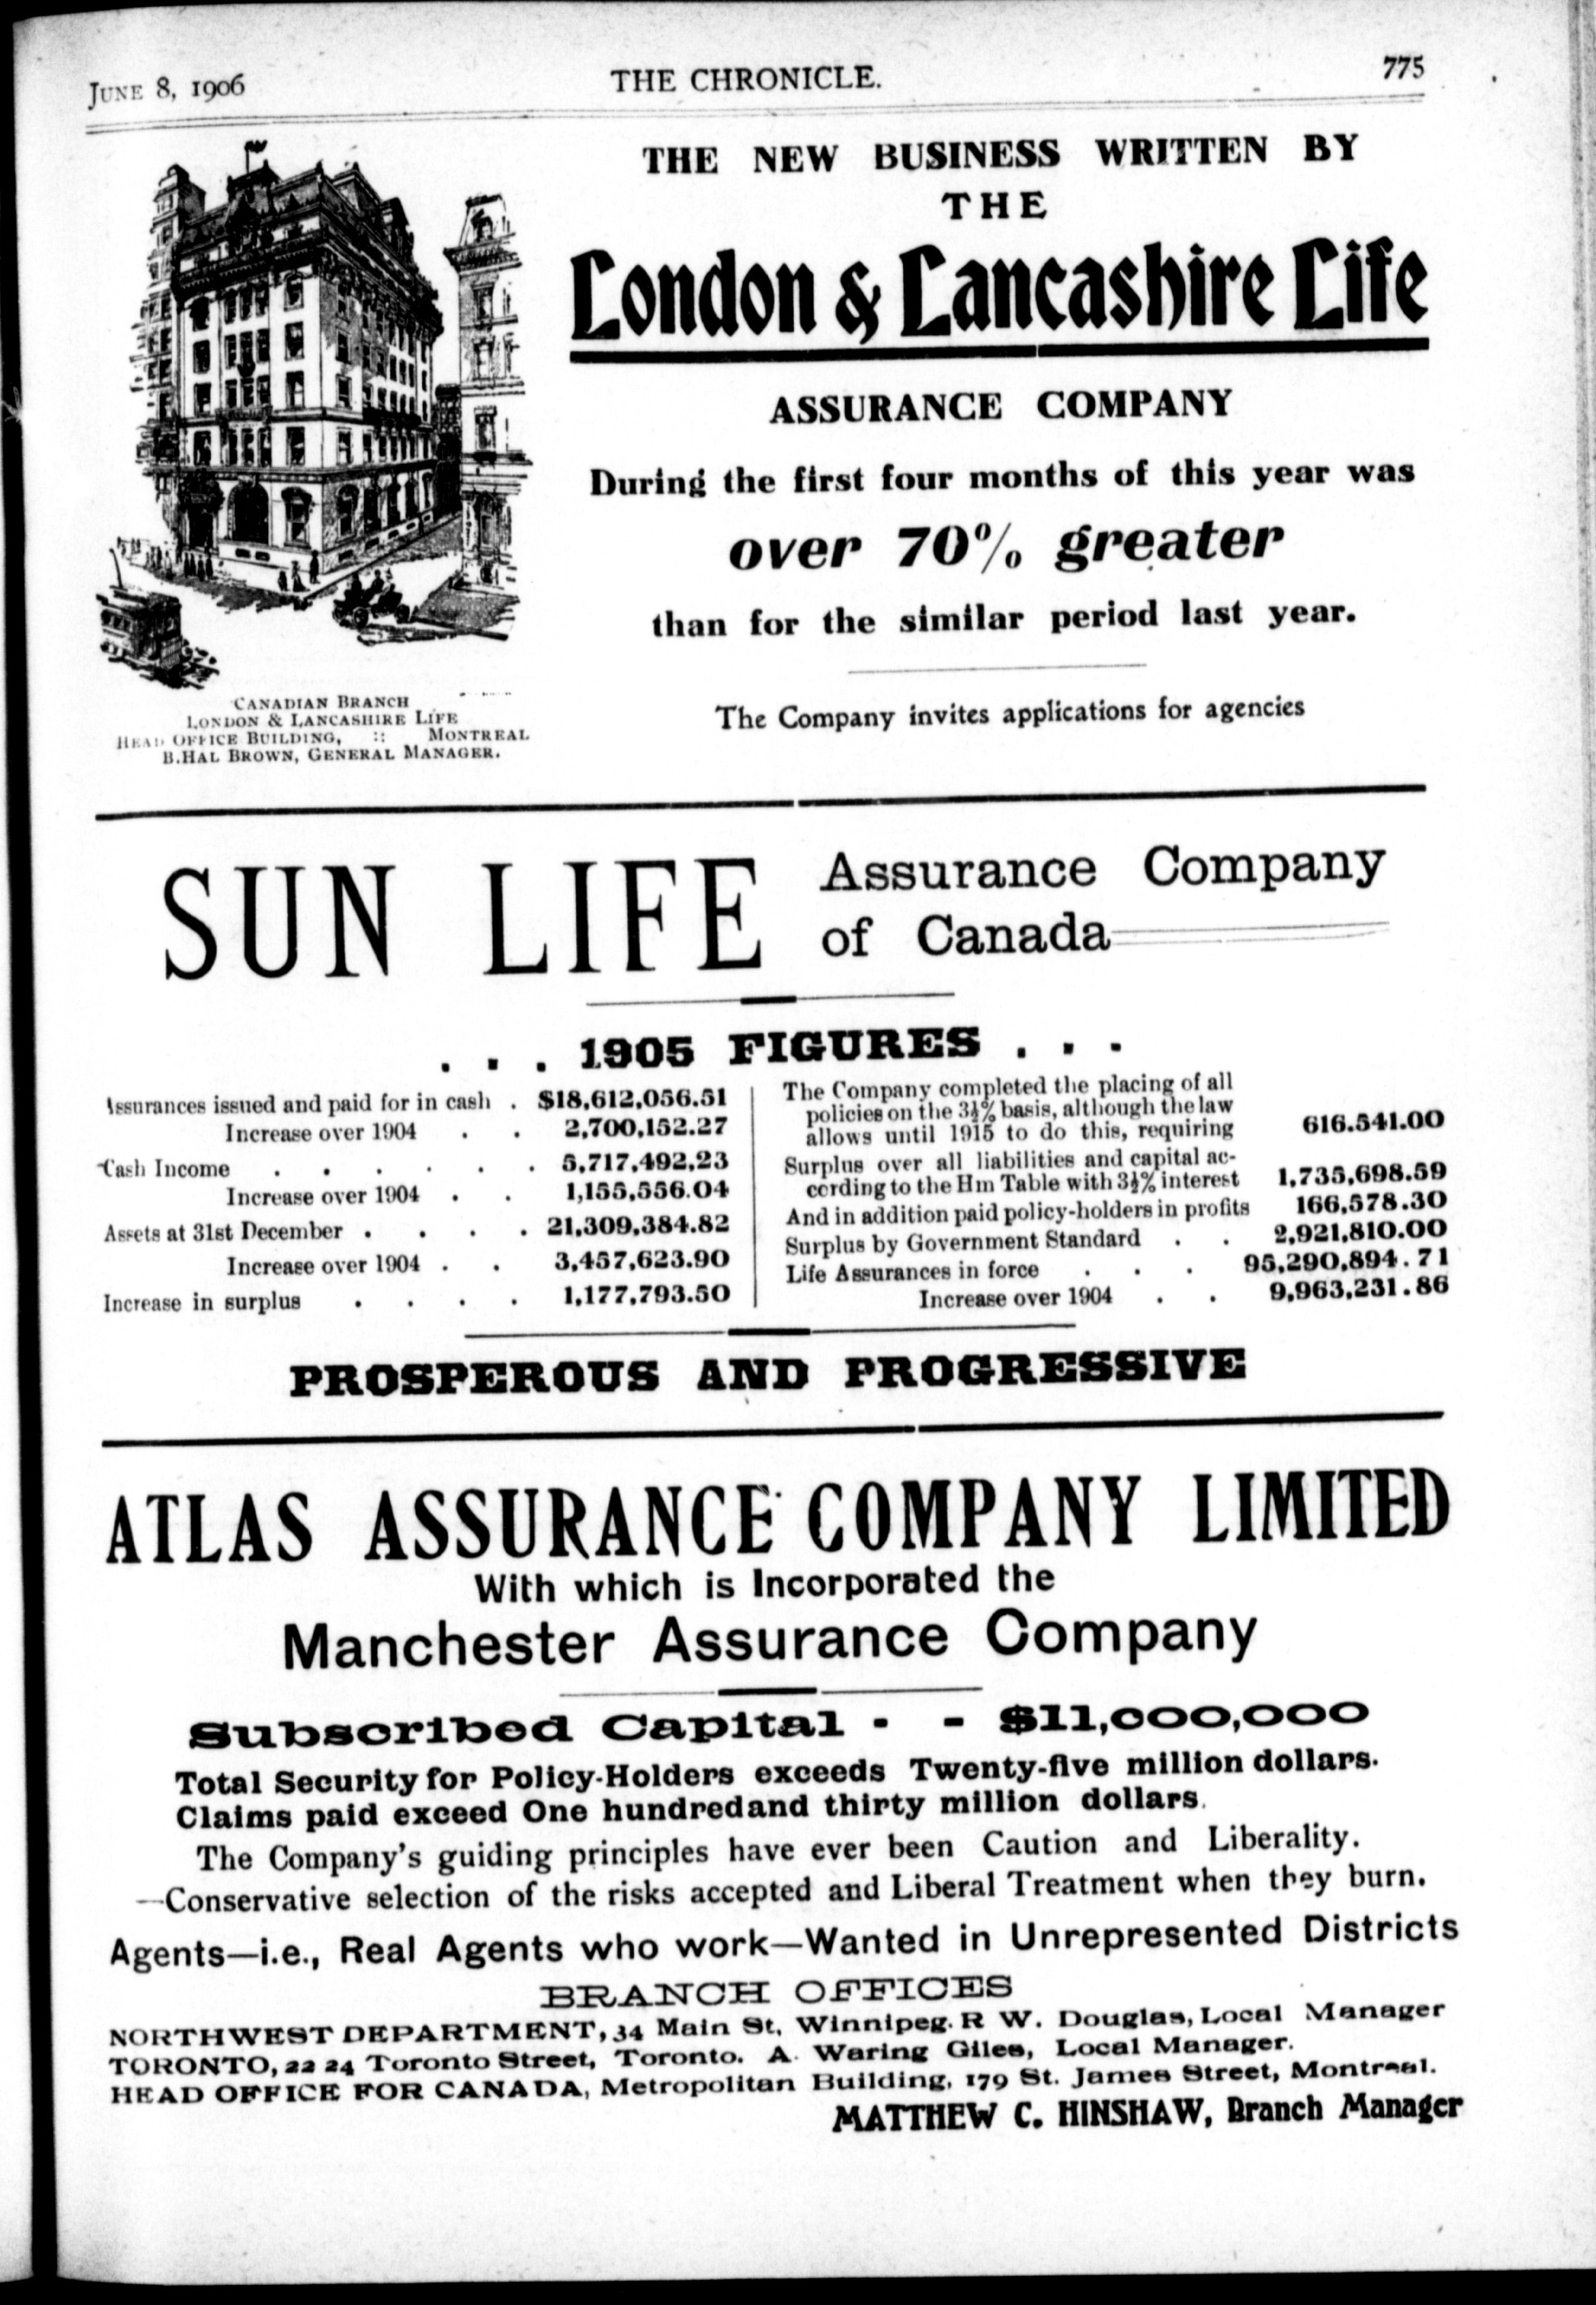 JUNE 8, 1906 THE CHRONICLE. 775
THE NEW BUSINESS WRITTEN BY
THE
London & Lancashire Life
ASSURANCE COMPANY
During the first four months of this year was
over 70% greater
than for the similar period last year.
The Company invites applications for agencies
CANADIAN BRANCH
LONDON & LANCASHIRE LIFE
HEAD OFFICE BUILDING, :: MONTREAL
B.HAL BROWN, GENERAL MANAGER.
SUN LIFE Assurance Company
of Canada
. . . 1905 FIGURES . . .
Assurances issued and paid for in cash . $18,612,056.51
Increase over 1904 . . 2,700,152.27
Cash Income . . . . . . 5,717,492.23
Increase over 1904 . . 1,155,556.04
Assets at 31st December . . . . 21,309,384.82
Increase over 1904 . . 3,457,623.90
Increase in surplus . . . . 1,177,793.50
The Company completed the placing of all
policies on the 3½% basis, although the law
allows until 1915 to do this, requiring 616.541.00
Surplus over all liabilities and capital ac-
cording to the Hm Table with 3½% interest 1,735,698.59
And in addition paid policy-holders in profits 166,578.30
Surplus by Government Standard . . 2,921,810.00
Life Assurances in force . . . 95,290,894.71
Increase over 1904 . . 9,963,231.86
PROSPEROUS AND PROGRESSIVE
ATLAS ASSURANCE COMPANY LIMITED
With which is Incorporated the
Manchester Assurance Company
Subscribed Capital - - $11,000,000
Total Security for Policy-Holders exceeds Twenty-five million dollars.
Claims paid exceed One hundredand thirty million dollars.
The Company's guiding principles have ever been Caution and Liberality.
—Conservative selection of the risks accepted and Liberal Treatment when they burn.
Agents—i.e., Real Agents who work—Wanted in Unrepresented Districts
BRANCH OFFICES
NORTHWEST DEPARTMENT, 34 Main St, Winnipeg. R W. Douglas, Local Manager
TORONTO, 22 24 Toronto Street, Toronto. A. Waring Giles, Local Manager.
HEAD OFFICE FOR CANADA, Metropolitan Building, 179 St. James Street, Montreal.
MATTHEW C. HINSHAW, Branch Manager